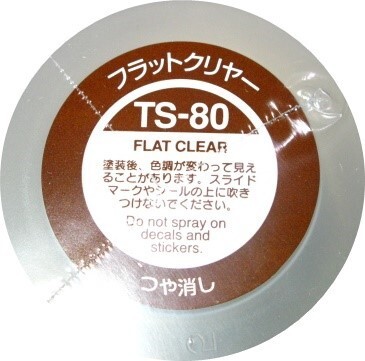 フラットクリヤー
TS-80
FLAT CLEAR
塗装後、色調が変わって見え
ることがあります。スライド
マークやシールの上に吹き
つけないでください。
Do not spray on
decals and
stickers.
つや消し